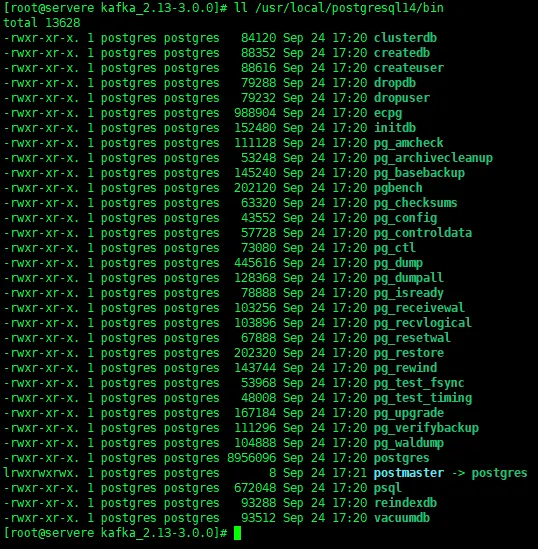 [root@servere kafka_2.13-3.0.0]# ll /usr/local/postgresql14/bin
total 13628
-rwxr-xr-x. 1 postgres postgres   84120 Sep 24 17:20 clusterdb
-rwxr-xr-x. 1 postgres postgres   88352 Sep 24 17:20 createdb
-rwxr-xr-x. 1 postgres postgres   88616 Sep 24 17:20 createuser
-rwxr-xr-x. 1 postgres postgres   79288 Sep 24 17:20 dropdb
-rwxr-xr-x. 1 postgres postgres   79232 Sep 24 17:20 dropuser
-rwxr-xr-x. 1 postgres postgres  988904 Sep 24 17:20 ecpg
-rwxr-xr-x. 1 postgres postgres  152480 Sep 24 17:20 initdb
-rwxr-xr-x. 1 postgres postgres  111128 Sep 24 17:20 pg_amcheck
-rwxr-xr-x. 1 postgres postgres   53248 Sep 24 17:20 pg_archivecleanup
-rwxr-xr-x. 1 postgres postgres  145240 Sep 24 17:20 pg_basebackup
-rwxr-xr-x. 1 postgres postgres  202120 Sep 24 17:20 pgbench
-rwxr-xr-x. 1 postgres postgres   63320 Sep 24 17:20 pg_checksums
-rwxr-xr-x. 1 postgres postgres   43552 Sep 24 17:20 pg_config
-rwxr-xr-x. 1 postgres postgres   57728 Sep 24 17:20 pg_controldata
-rwxr-xr-x. 1 postgres postgres   73080 Sep 24 17:20 pg_ctl
-rwxr-xr-x. 1 postgres postgres  445616 Sep 24 17:20 pg_dump
-rwxr-xr-x. 1 postgres postgres  128368 Sep 24 17:20 pg_dumpall
-rwxr-xr-x. 1 postgres postgres   78888 Sep 24 17:20 pg_isready
-rwxr-xr-x. 1 postgres postgres  103256 Sep 24 17:20 pg_receivewal
-rwxr-xr-x. 1 postgres postgres  103896 Sep 24 17:20 pg_recvlogical
-rwxr-xr-x. 1 postgres postgres   67888 Sep 24 17:20 pg_resetwal
-rwxr-xr-x. 1 postgres postgres  202320 Sep 24 17:20 pg_restore
-rwxr-xr-x. 1 postgres postgres  143744 Sep 24 17:20 pg_rewind
-rwxr-xr-x. 1 postgres postgres   53968 Sep 24 17:20 pg_test_fsync
-rwxr-xr-x. 1 postgres postgres   48008 Sep 24 17:20 pg_test_timing
-rwxr-xr-x. 1 postgres postgres  167184 Sep 24 17:20 pg_upgrade
-rwxr-xr-x. 1 postgres postgres  111296 Sep 24 17:20 pg_verifybackup
-rwxr-xr-x. 1 postgres postgres  104888 Sep 24 17:20 pg_waldump
-rwxr-xr-x. 1 postgres postgres 8956096 Sep 24 17:20 postgres
lrwxrwxrwx. 1 postgres postgres       8 Sep 24 17:21 postmaster -> postgres
-rwxr-xr-x. 1 postgres postgres  672048 Sep 24 17:20 psql
-rwxr-xr-x. 1 postgres postgres   93288 Sep 24 17:20 reindexdb
-rwxr-xr-x. 1 postgres postgres   93512 Sep 24 17:20 vacuumdb
[root@servere kafka_2.13-3.0.0]#